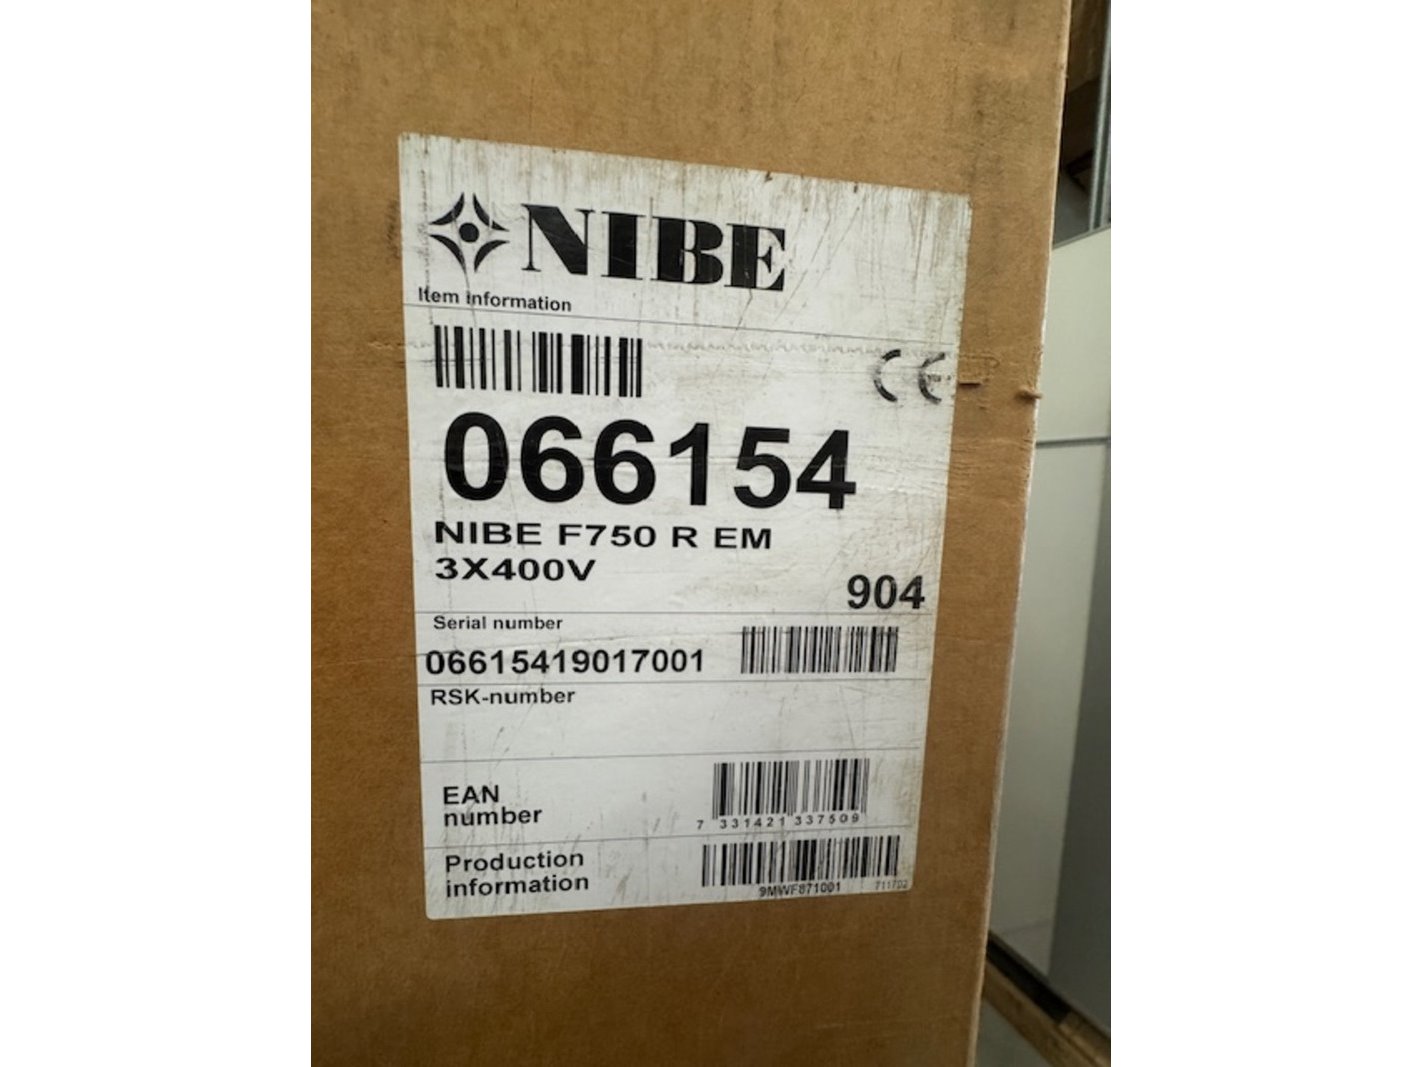 NIBE
Item information
CE
066154
NIBE F750 R EM
3X400V
904
Serial number
06615419017001
RSK-number
EAN
number
7 331421 337509
Production
information
9MWF871001
711702